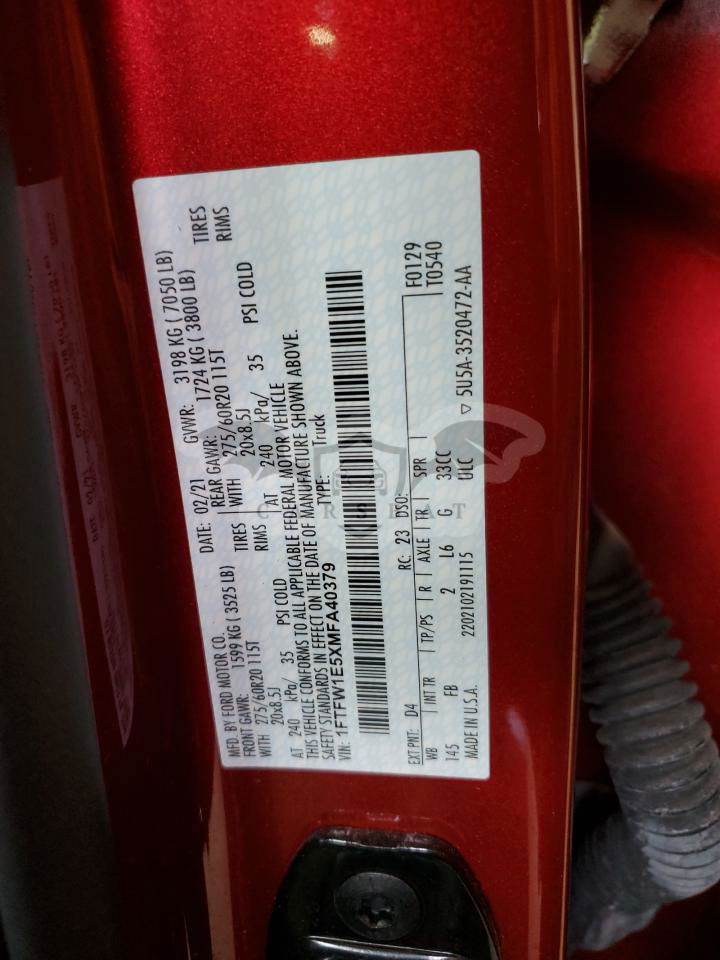 MFD. BY FORD MOTOR CO. DATE: 02/21 GVWR: 3198 KG ( 7050 LB)
FRONT GAWR: 1599 KG ( 3525 LB) REAR GAWR: 1724 KG ( 3800 LB)
WITH 275/60R20 115T TIRES WITH 275/60R20 115T TIRES
20x8.5J RIMS 20x8.5J RIMS
AT 240 kPa/ 35 PSI COLD AT 240 kPa/ 35 PSI COLD
THIS VEHICLE CONFORMS TO ALL APPLICABLE FEDERAL MOTOR VEHICLE
SAFETY STANDARDS IN EFFECT ON THE DATE OF MANUFACTURE SHOWN ABOVE.
VIN: 1FTFW1E5XMFA40379 TYPE: Truck
F0129
EXT PNT: D4 RC: 23 DSO: T0540
WB INT TR TP/PS R AXLE TR SPR
145 FB 2 L6 G 33CC
MADE IN U.S.A. 2202102191115 ULC ▽ 5U5A-3520472-AA